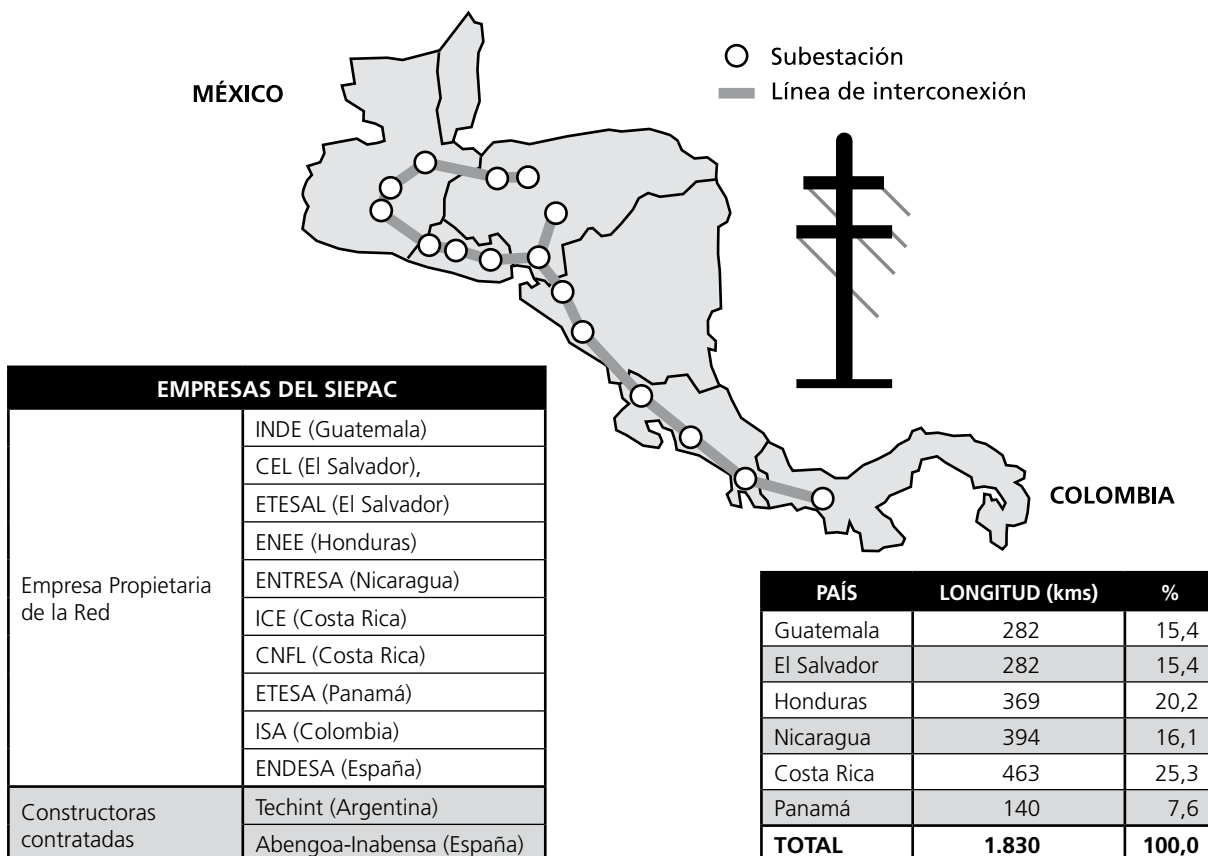 MÉXICO
Subestación
Línea de interconexión
COLOMBIA
EMPRESAS DEL SIEPAC
Empresa Propietaria
de la Red
INDE (Guatemala)
CEL (El Salvador),
ETESAL (El Salvador)
ENEE (Honduras)
ENTRESA (Nicaragua)
ICE (Costa Rica)
CNFL (Costa Rica)
ETESA (Panamá)
ISA (Colombia)
ENDESA (España)
Constructoras
contratadas
Techint (Argentina)
Abengoa-Inabensa (España)
PAÍS LONGITUD (kms) %
Guatemala 282 15,4
El Salvador 282 15,4
Honduras 369 20,2
Nicaragua 394 16,1
Costa Rica 463 25,3
Panamá 140 7,6
TOTAL 1.830 100,0